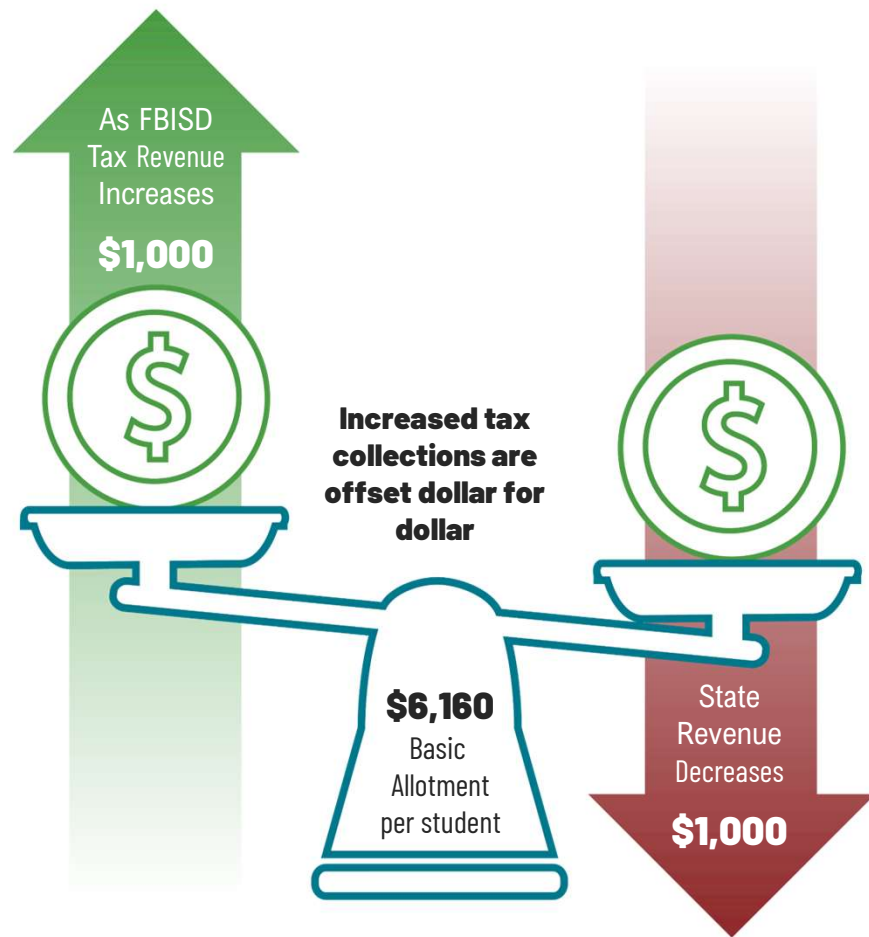 As FBISD
Tax Revenue
Increases
$1,000
$
$
Increased tax
collections are
offset dollar for
dollar
$6,160
Basic
Allotment
per student
State
Revenue
Decreases
$1,000